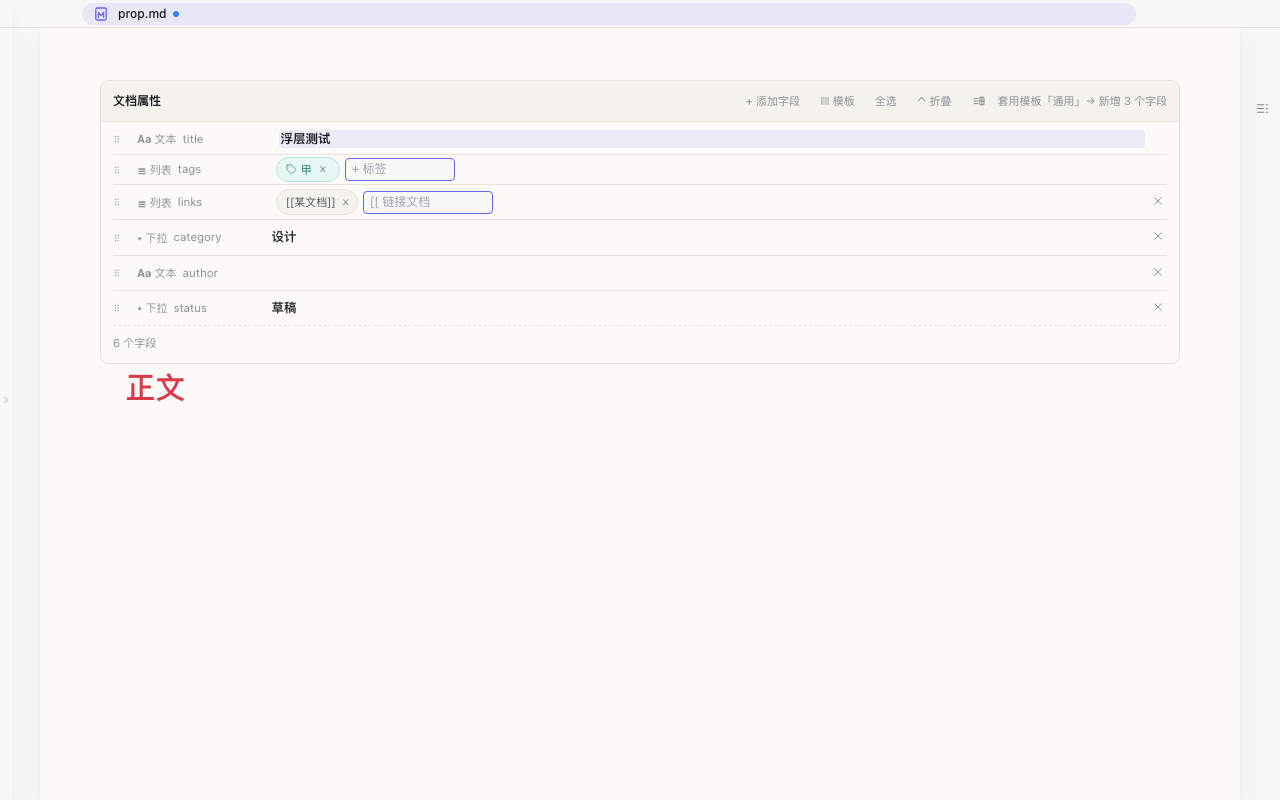 prop.md
文档属性
+ 添加字段 模板 全选 折叠 套用模板「通用」→ 新增 3 个字段
Aa 文本 title 浮层测试
列表 tags 甲 × + 标签
列表 links [[某文档]] × [[ 链接文档
下拉 category 设计
Aa 文本 author
下拉 status 草稿
6 个字段
正文